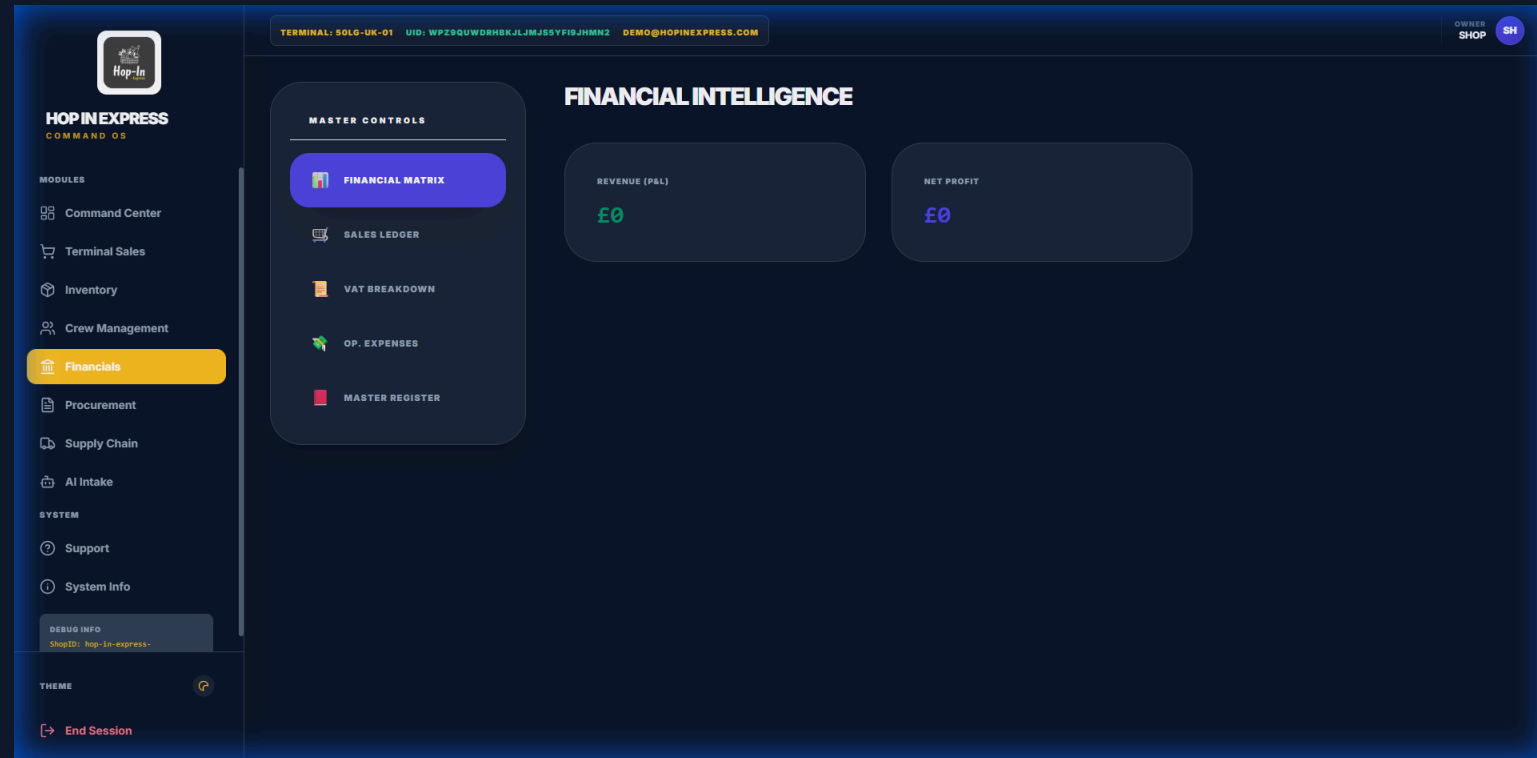 Hop-In
HOP IN EXPRESS
COMMAND OS
MODULES
Command Center
Terminal Sales
Inventory
Crew Management
Financials
Procurement
Supply Chain
AI Intake
SYSTEM
Support
System Info
DEBUG INFO
ShopID: hop-in-express-
THEME
End Session
TERMINAL: 50LG-UK-01 UID: WPZ9QUWDRHBKJLJMJS5YFI9JHMN2 DEMO@HOPINEXPRESS.COM
OWNER
SHOP
SH
MASTER CONTROLS
FINANCIAL MATRIX
SALES LEDGER
VAT BREAKDOWN
OP. EXPENSES
MASTER REGISTER
FINANCIAL INTELLIGENCE
REVENUE (P&L)
£0
NET PROFIT
£0